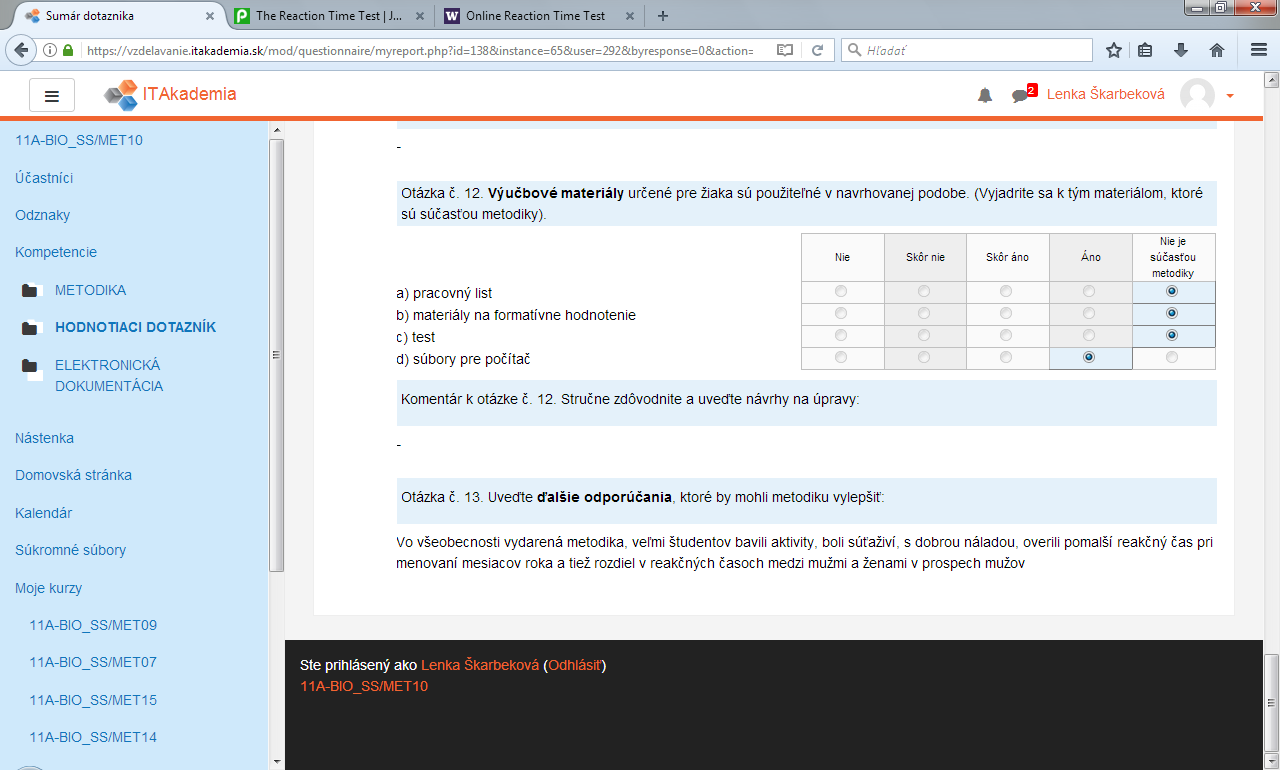 Sumár dotazníka
The Reaction Time Test | J...
Online Reaction Time Test
https://vzdelavanie.itakademia.sk/mod/questionnaire/myreport.php?id=138&instance=65&user=292&byresponse=0&action=
Hľadať
ITAkademia
2
Lenka Škarbeková
11A-BIO_SS/MET10
Účastníci
Odznaky
Kompetencie
METODIKA
HODNOTIACI DOTAZNÍK
ELEKTRONICKÁ
DOKUMENTÁCIA
Nástenka
Domovská stránka
Kalendár
Súkromné súbory
Moje kurzy
11A-BIO_SS/MET09
11A-BIO_SS/MET07
11A-BIO_SS/MET15
11A-BIO_SS/MET14
-
Otázka č. 12. Výučbové materiály určené pre žiaka sú použiteľné v navrhovanej podobe. (Vyjadrite sa k tým materiálom, ktoré
sú súčasťou metodiky).
Nie
Skôr nie
Skôr áno
Áno
Nie je
súčasťou
metodiky
a) pracovný list
b) materiály na formatívne hodnotenie
c) test
d) súbory pre počítač
Komentár k otázke č. 12. Stručne zdôvodnite a uveďte návrhy na úpravy:
-
Otázka č. 13. Uveďte ďalšie odporúčania, ktoré by mohli metodiku vylepšiť:
Vo všeobecnosti vydarená metodika, veľmi študentov bavili aktivity, boli súťaživí, s dobrou náladou, overili pomalší reakčný čas pri
menovaní mesiacov roka a tiež rozdiel v reakčných časoch medzi mužmi a ženami v prospech mužov
Ste prihlásený ako Lenka Škarbeková (Odhlásiť)
11A-BIO_SS/MET10